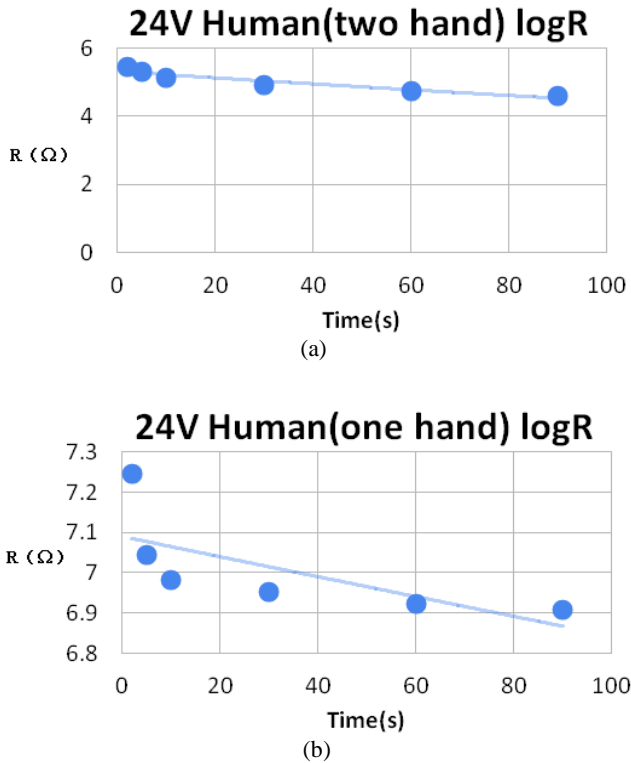 24V Human(two hand) logR
6
4
R (Ω)
2
0
0 20 40 60 80 100
Time(s)
(a)
24V Human(one hand) logR
7.3
7.2
7.1
R (Ω)
7
6.9
6.8
0 20 40 60 80 100
Time(s)
(b)